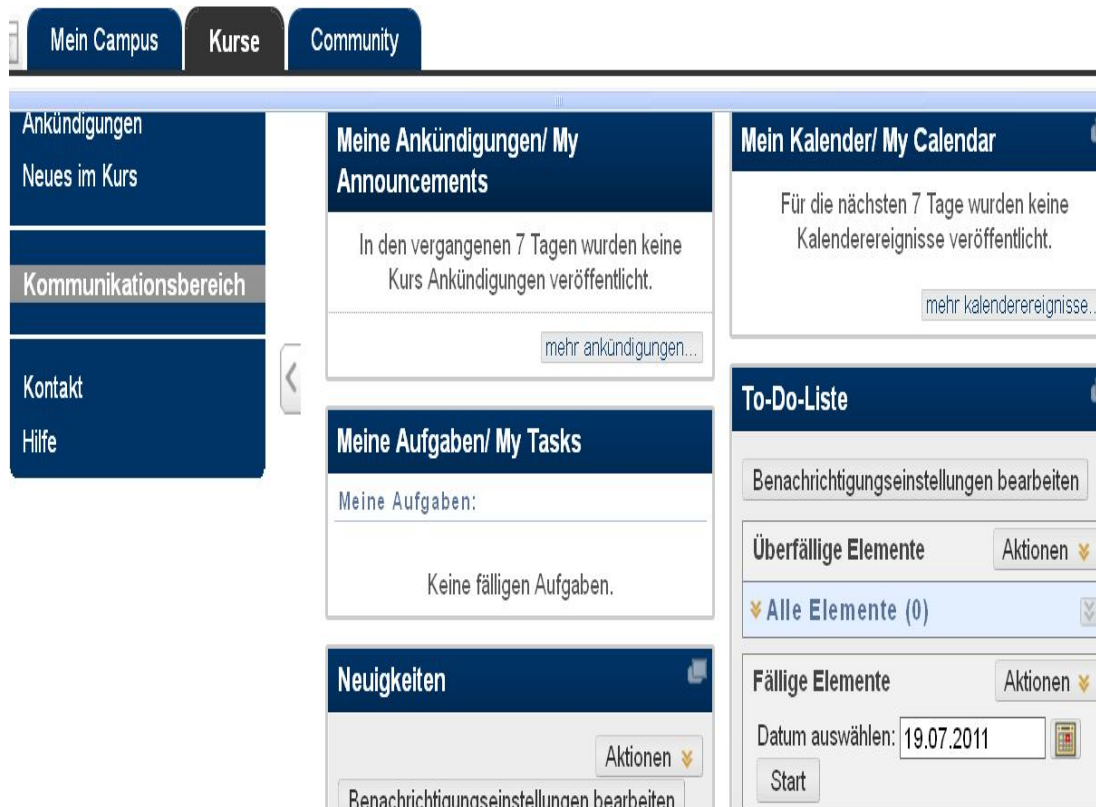 Mein Campus
Kurse
Community
Ankündigungen
Neues im Kurs
Kommunikationsbereich
Kontakt
Hilfe
Meine Ankündigungen/ My
Announcements
In den vergangenen 7 Tagen wurden keine
Kurs Ankündigungen veröffentlicht.
mehr ankündigungen...
Meine Aufgaben/ My Tasks
Meine Aufgaben:
Keine fälligen Aufgaben.
Neuigkeiten
Aktionen
Benachrichtigungseinstellungen bearbeiten
Mein Kalender/ My Calendar
Für die nächsten 7 Tage wurden keine
Kalenderereignisse veröffentlicht.
mehr kalenderereignisse..
To-Do-Liste
Benachrichtigungseinstellungen bearbeiten
Überfällige Elemente Aktionen
Alle Elemente (0)
Fällige Elemente Aktionen
Datum auswählen: 19.07.2011
Start